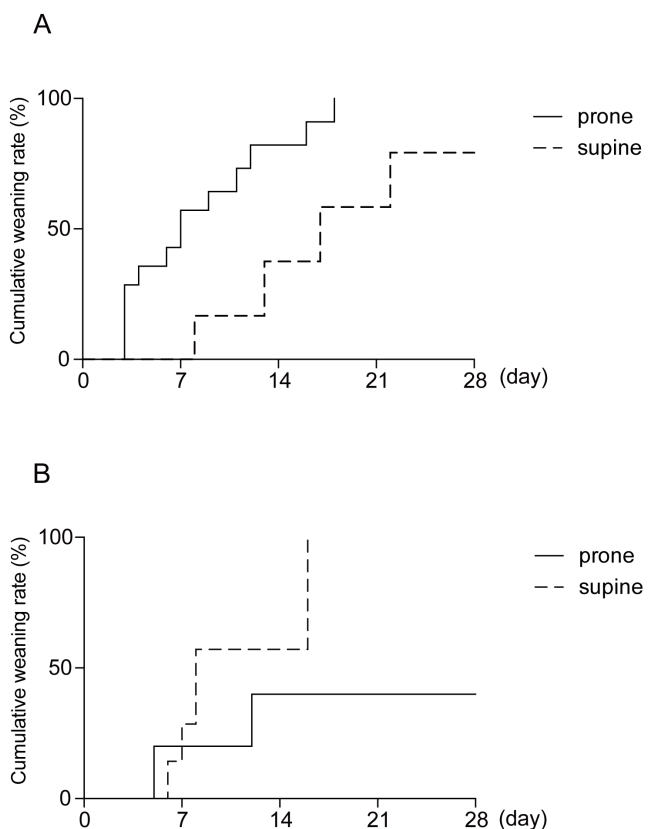 A
Cumulative weaning rate (%)
100
50
0
0 7 14 21 28 (day)
prone
supine
B
Cumulative weaning rate (%)
100
50
0
0 7 14 21 28 (day)
prone
supine